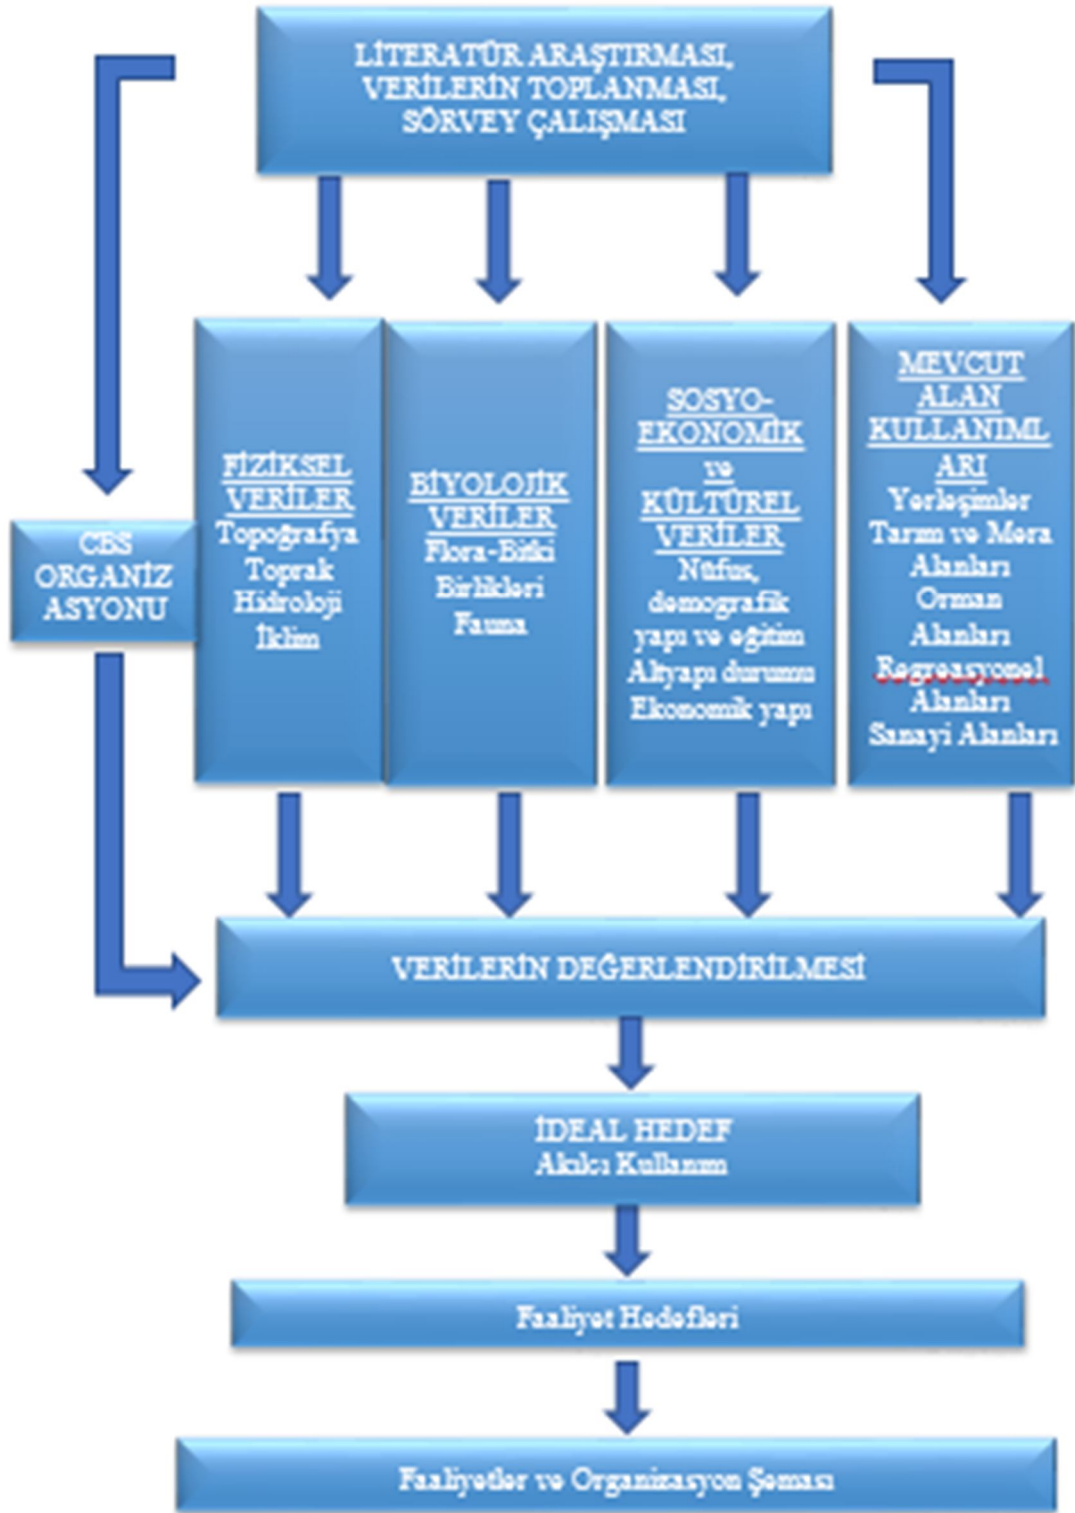 LİTERATÜR ARAŞTIRMASI,
VERİLERİN TOPLANMASI,
SÖRVEY ÇALIŞMASI
CBS
ORGANİZ
ASYONU
FİZİKSEL
VERİLER
Topoğrafya
Toprak
Hidroloji
İklim
BİYOLOJİK
VERİLER
Flora-Bitki
Birlikleri
Fauna
SOSYO-
EKONOMİK
ve
KÜLTÜREL
VERİLER
Nüfus,
demografik
yapı ve eğitim
Altyapı durumu
Ekonomik yapı
MEVCUT
ALAN
KULLANIML
ARI
Yerleşimler
Tarım ve Mera
Alanları
Orman
Alanları
Regreasyonel
Alanları
Sanayi Alanları
VERİLERİN DEĞERLENDİRİLMESİ
İDEAL HEDEF
Akılcı Kullanım
Faaliyet Hedefleri
Faaliyetler ve Organizasyon Şeması